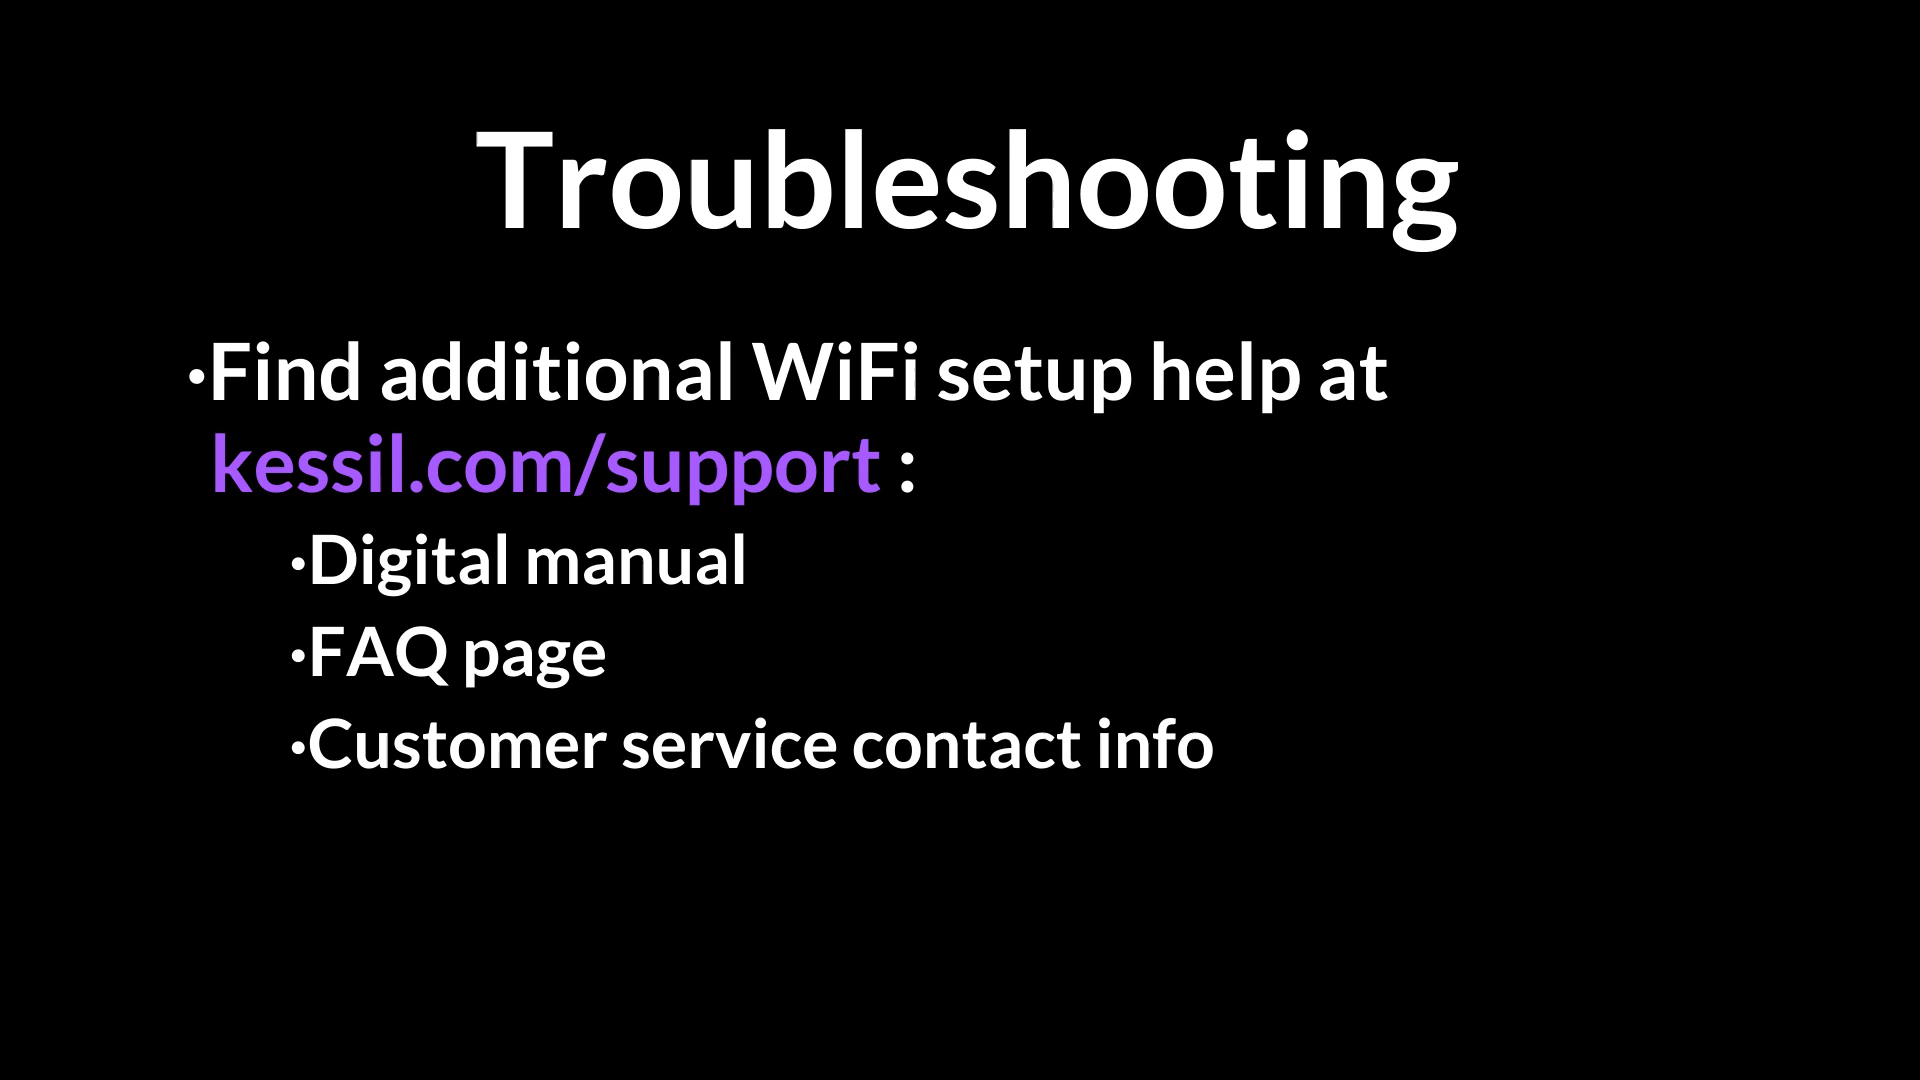 Troubleshooting
·Find additional WiFi setup help at
kessil.com/support :
·Digital manual
·FAQ page
·Customer service contact info